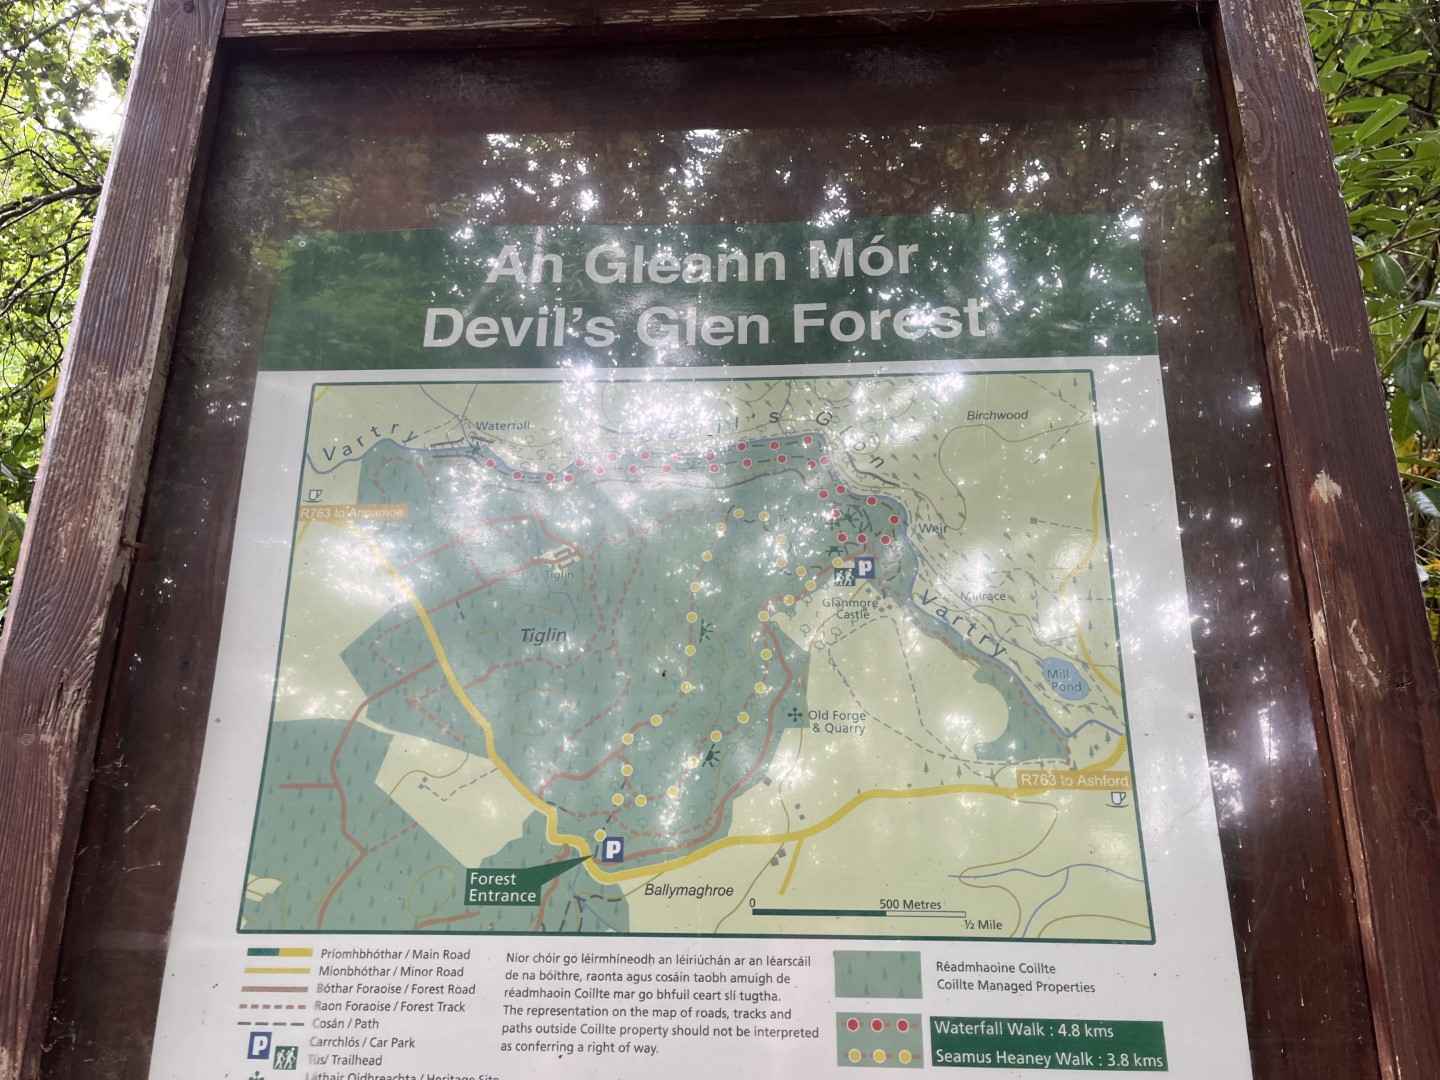 An Gleann Mór
Devil's Glen Forest
Vartry
Waterfall
Devil's Glen
Birchwood
R763 to Annamoe
Weir
Tiglin
P
Glanmore
Castle
Millrace
Vartry
Tiglin
Mill
Pond
Old Forge
& Quarry
R763 to Ashford
P
Forest
Entrance
Ballymaghroe
0 500 Metres
½ Mile
Príomhbhóthar / Main Road
Mionbhóthar / Minor Road
Bóthar Foraoise / Forest Road
Raon Foraoise / Forest Track
Cosán / Path
P Carrchlós / Car Park
Tús/ Trailhead
Láthair Oidhreachta / Heritage Site
Níor chóir go léirmhíneodh an léiriúchán ar an léarscáil
de na bóithre, raonta agus cosáin taobh amuigh de
réadmhaoin Coillte mar go bhfuil ceart slí tugtha.
The representation on the map of roads, tracks and
paths outside Coillte property should not be interpreted
as conferring a right of way.
Réadmhaoine Coillte
Coillte Managed Properties
Waterfall Walk : 4.8 kms
Seamus Heaney Walk : 3.8 kms